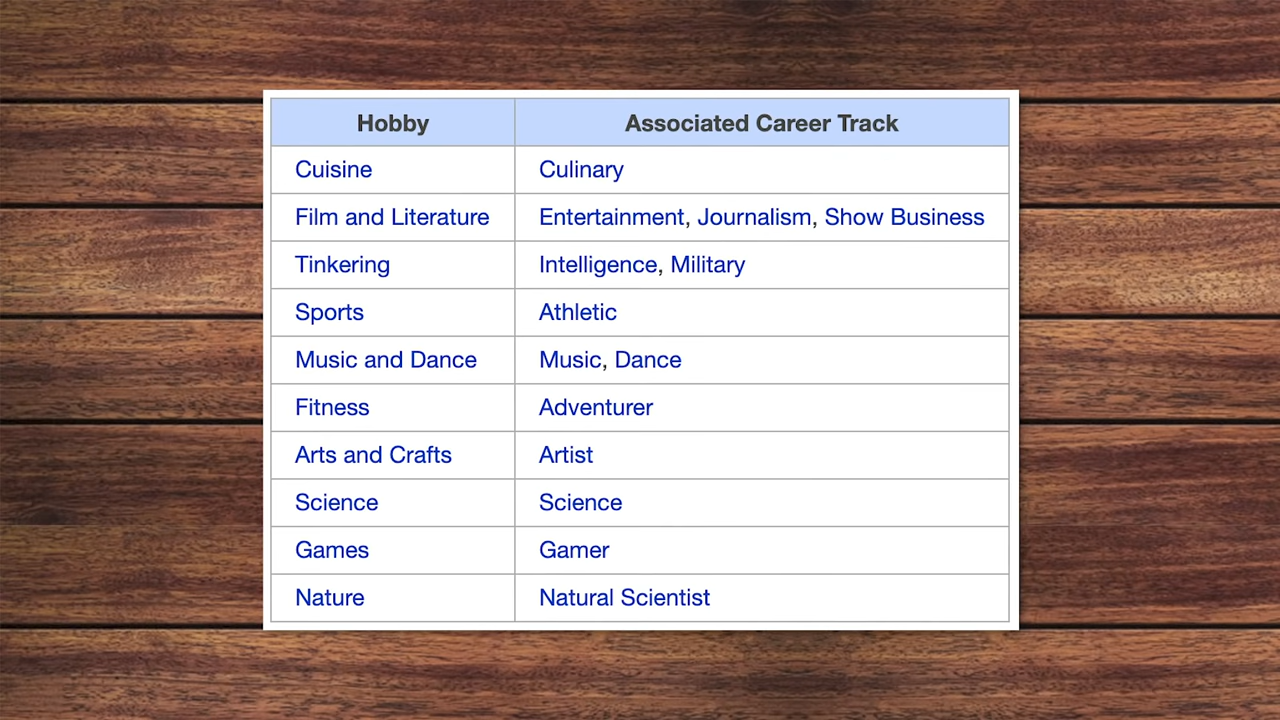 Hobby Associated Career Track
Cuisine Culinary
Film and Literature Entertainment, Journalism, Show Business
Tinkering Intelligence, Military
Sports Athletic
Music and Dance Music, Dance
Fitness Adventurer
Arts and Crafts Artist
Science Science
Games Gamer
Nature Natural Scientist